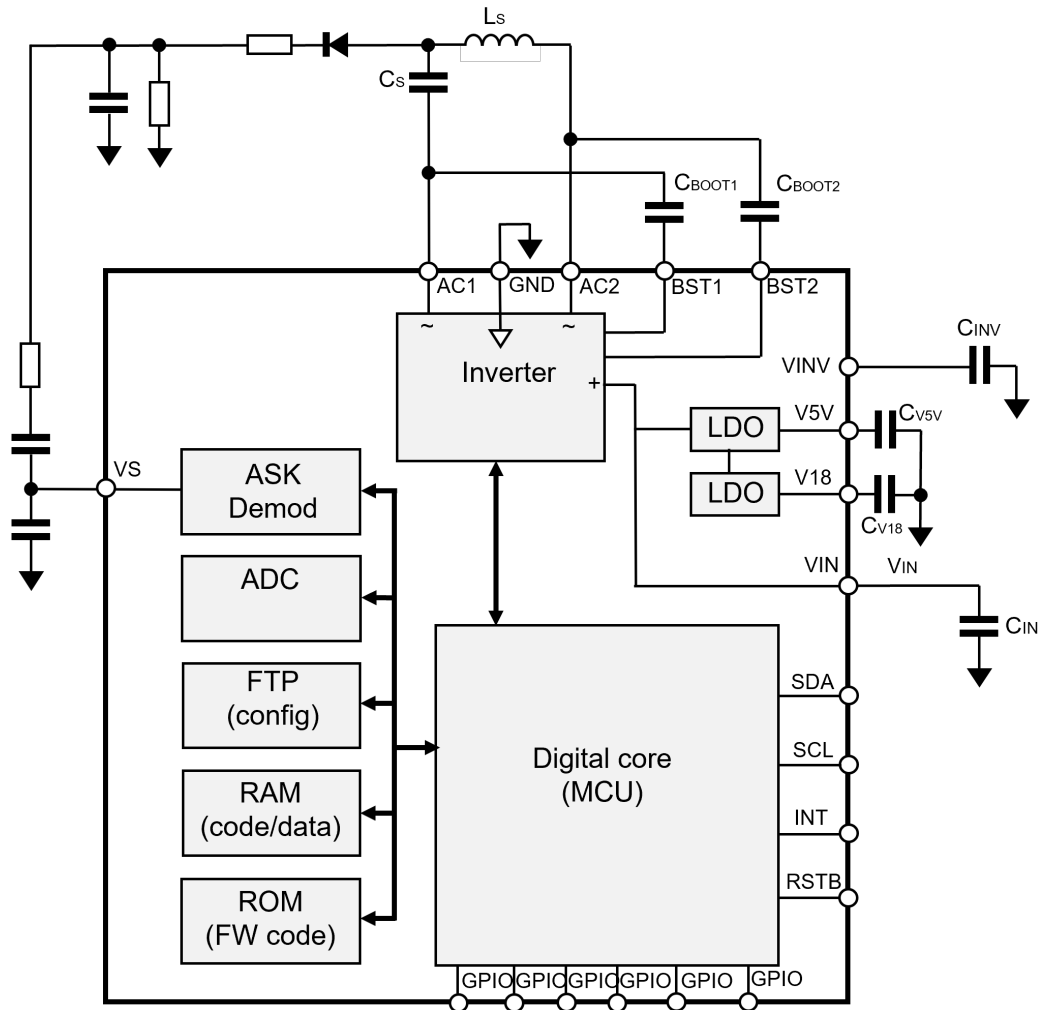 LS
CS
CBOOT1
CBOOT2
AC1
GND
AC2
BST1
BST2
~
~
Inverter
+
CINV
VINV
LDO
V5V
CV5V
LDO
V18
CV18
VS
ASK
Demod
VIN
VIN
CIN
ADC
FTP
(config)
RAM
(code/data)
ROM
(FW code)
Digital core
(MCU)
SDA
SCL
INT
RSTB
GPIO
GPIO
GPIO
GPIO
GPIO
GPIO